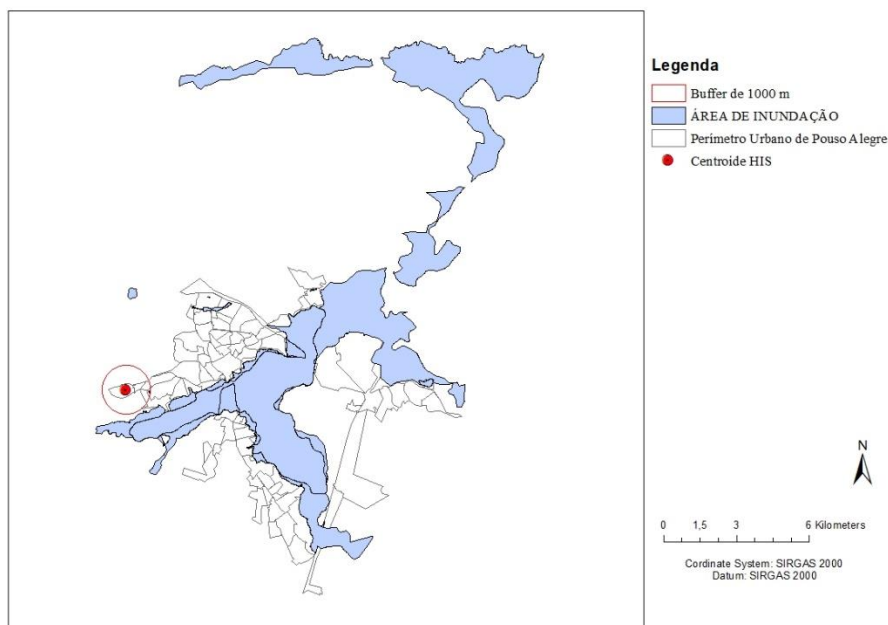 Legenda
Buffer de 1000 m
ÁREA DE INUNDAÇÃO
Perímetro Urbano de Pouso Alegre
Centroide HIS
N
0 1,5 3 6 Kilometers
Cordinate System: SIRGAS 2000
Datum: SIRGAS 2000